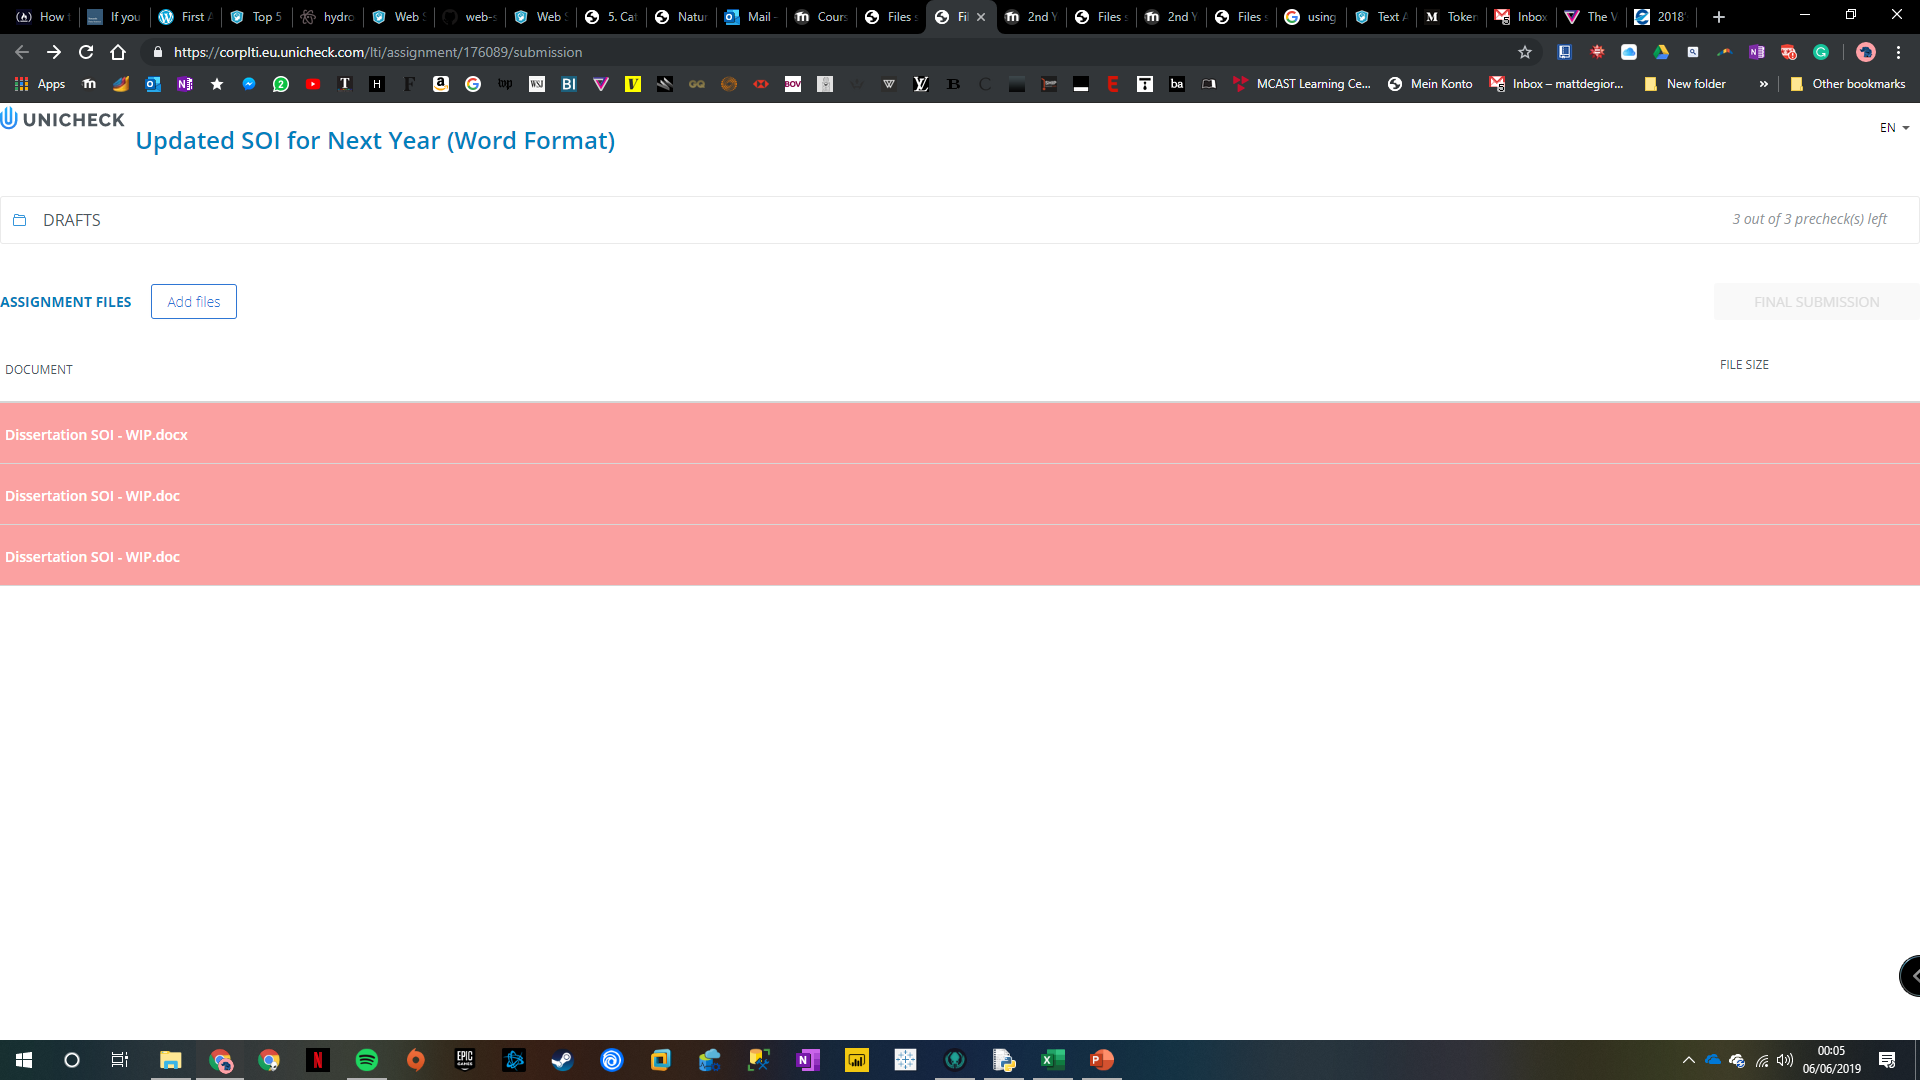 How t
If you
First A
Top 5
hydro
Web S
web-s
Web S
5. Cat
Natur
Mail -
Cours
Files s
Fi
2nd Y
Files s
2nd Y
Files s
using
Text A
Token
Inbox
The V
2018
https://corplti.eu.unicheck.com/lti/assignment/176089/submission
Apps
MCAST Learning Ce...
Mein Konto
Inbox – mattdegior...
New folder
»
Other bookmarks
UNICHECK
Updated SOI for Next Year (Word Format)
EN
DRAFTS
3 out of 3 precheck(s) left
ASSIGNMENT FILES
Add files
FINAL SUBMISSION
DOCUMENT
FILE SIZE
Dissertation SOI - WIP.docx
Dissertation SOI - WIP.doc
Dissertation SOI - WIP.doc
00:05
06/06/2019